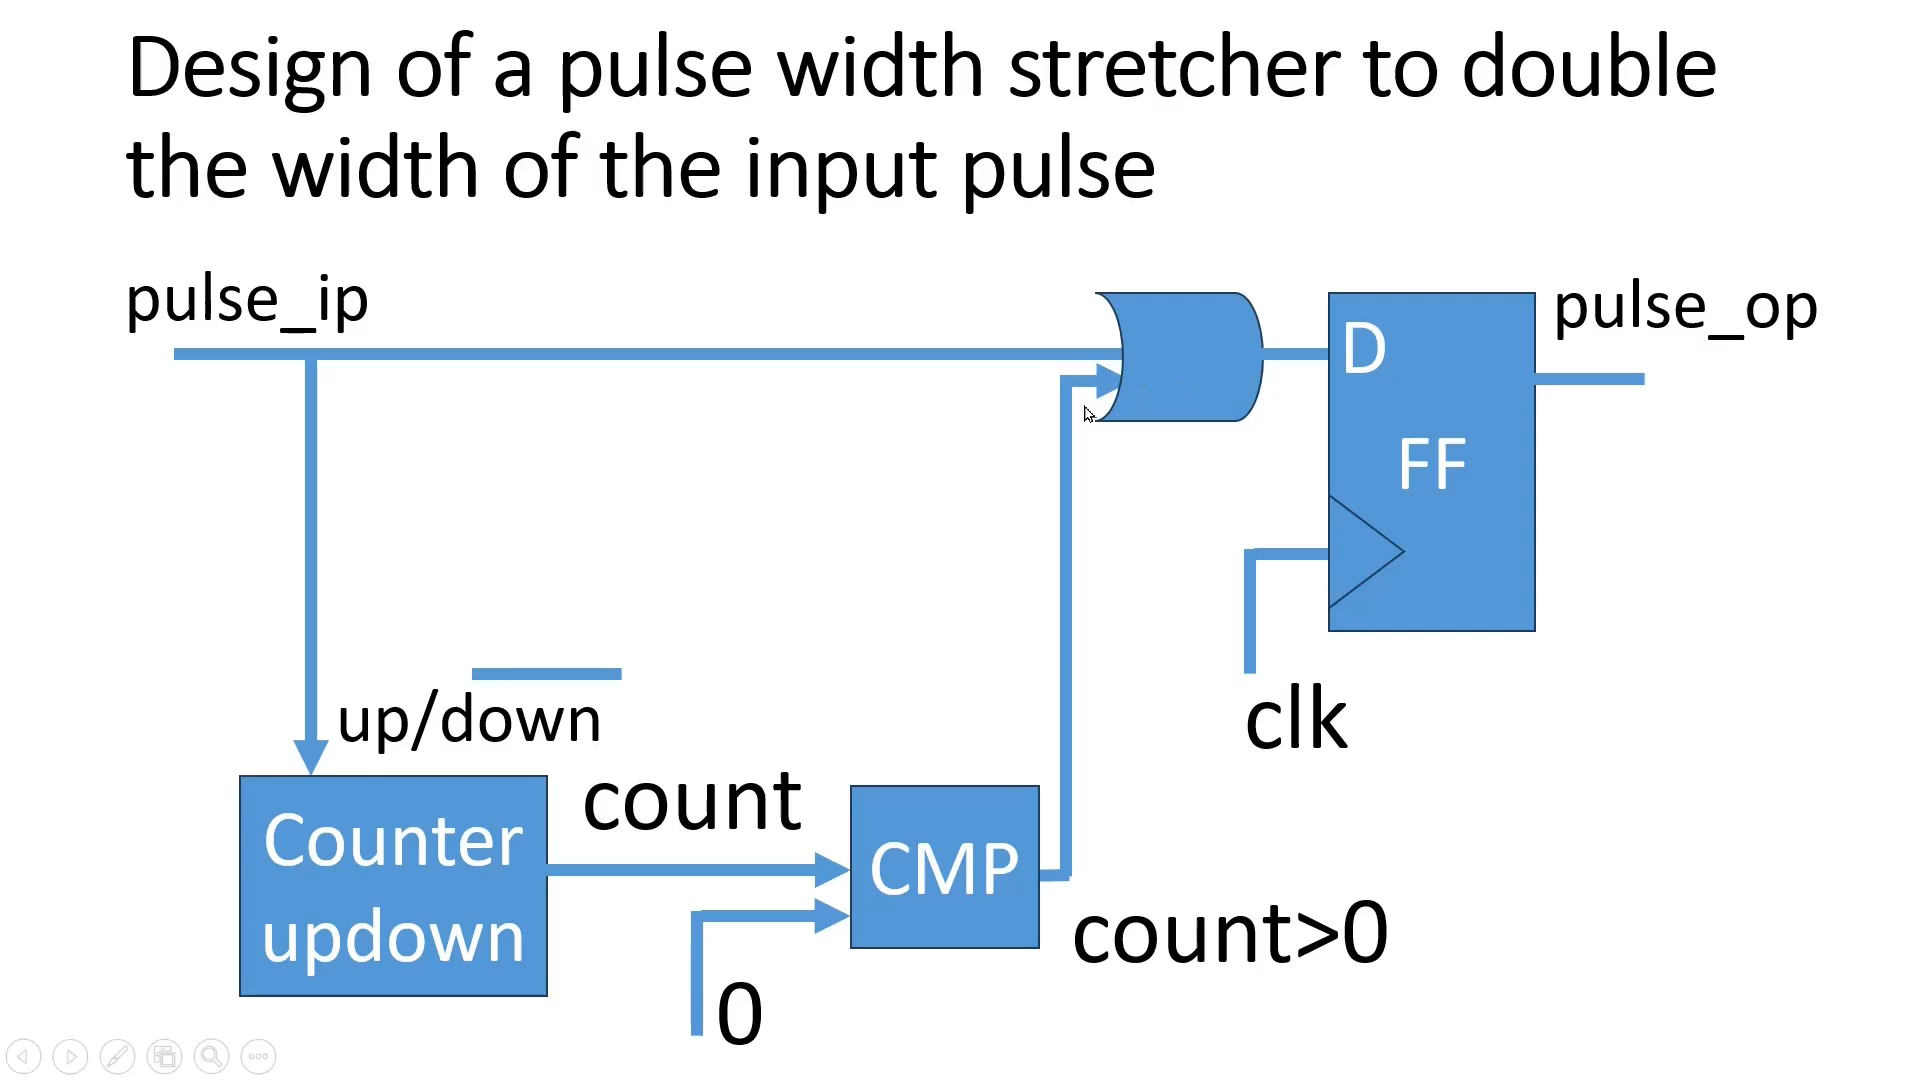 Design of a pulse width stretcher to double
the width of the input pulse
pulse_ip
pulse_op
D
FF
clk
up/down
Counter
updown
count
CMP
count>0
0